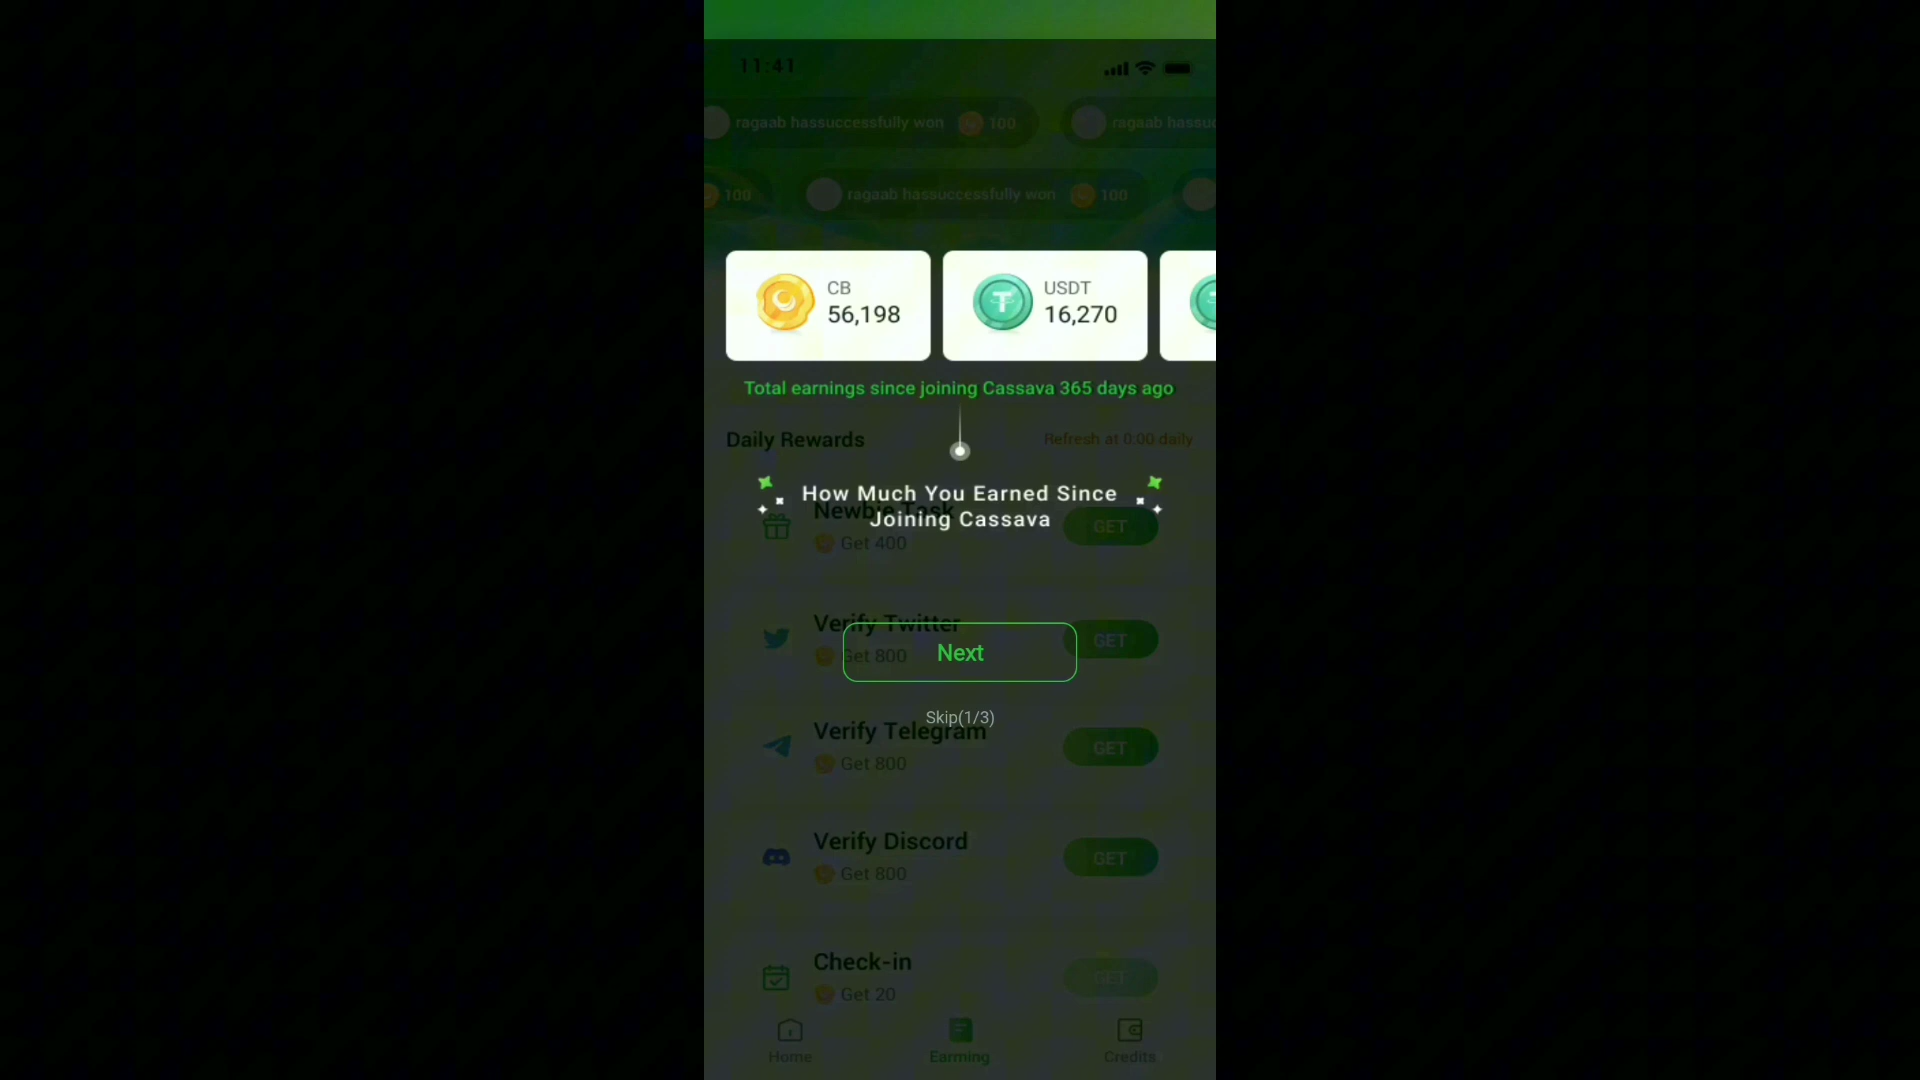 11:41
ragaab hassuccessfully won 100 ragaab hassuc
100 ragaab hassuccessfully won 100
CB
56,198
USDT
16,270
Total earnings since joining Cassava 365 days ago
Daily Rewards
Refresh at 0:00 daily
How Much You Earned Since
Joining Cassava
Newbie Task
Get 400
GET
Verify Twitter
Get 800
GET
Next
Skip(1/3)
Verify Telegram
Get 800
GET
Verify Discord
Get 800
GET
Check-in
Get 20
GET
Home
Earming
Credits